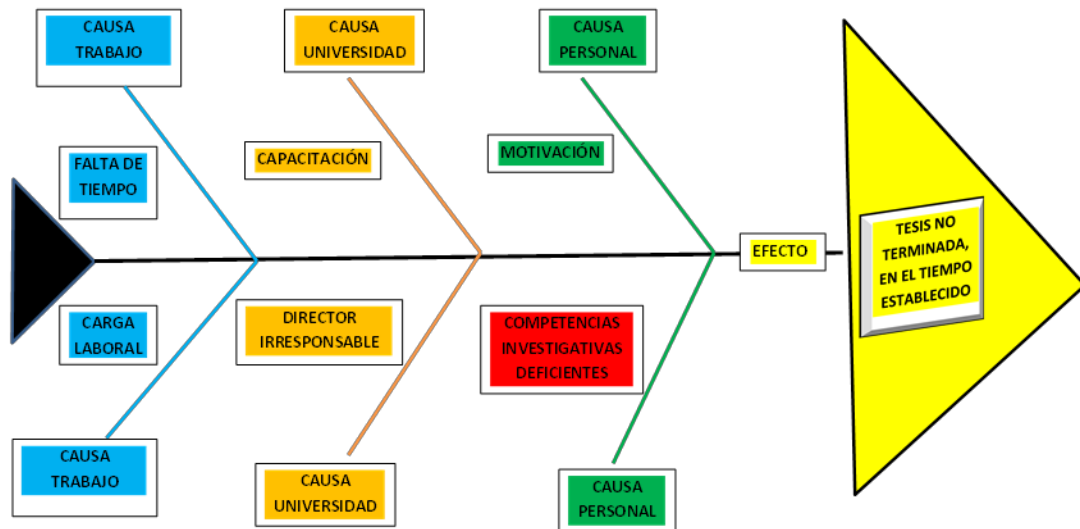 CAUSA
TRABAJO
CAUSA
UNIVERSIDAD
CAUSA
PERSONAL
FALTA DE
TIEMPO
CAPACITACIÓN
MOTIVACIÓN
EFECTO
TESIS NO
TERMINADA,
EN EL TIEMPO
ESTABLECIDO
CARGA
LABORAL
DIRECTOR
IRRESPONSABLE
COMPETENCIAS
INVESTIGATIVAS
DEFICIENTES
CAUSA
TRABAJO
CAUSA
UNIVERSIDAD
CAUSA
PERSONAL